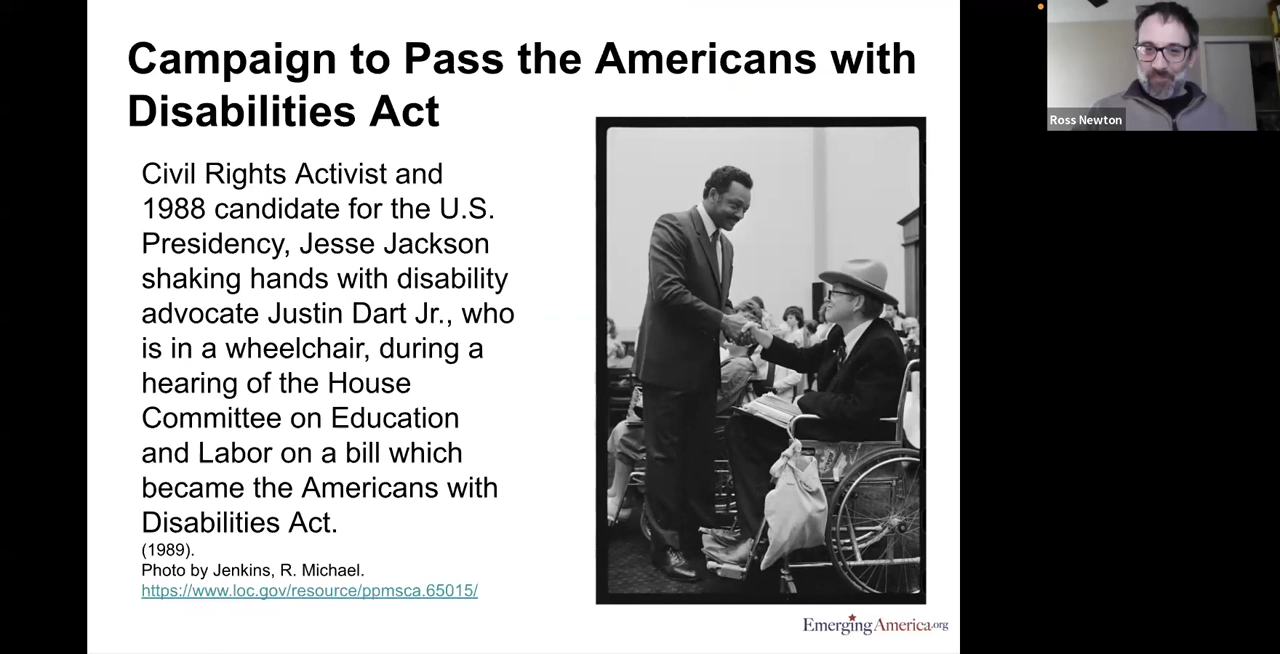 Campaign to Pass the Americans with
Disabilities Act
Civil Rights Activist and
1988 candidate for the U.S.
Presidency, Jesse Jackson
shaking hands with disability
advocate Justin Dart Jr., who
is in a wheelchair, during a
hearing of the House
Committee on Education
and Labor on a bill which
became the Americans with
Disabilities Act.
(1989).
Photo by Jenkins, R. Michael.
https://www.loc.gov/resource/ppmsca.65015/
EmergingAmerica.org
Ross Newton